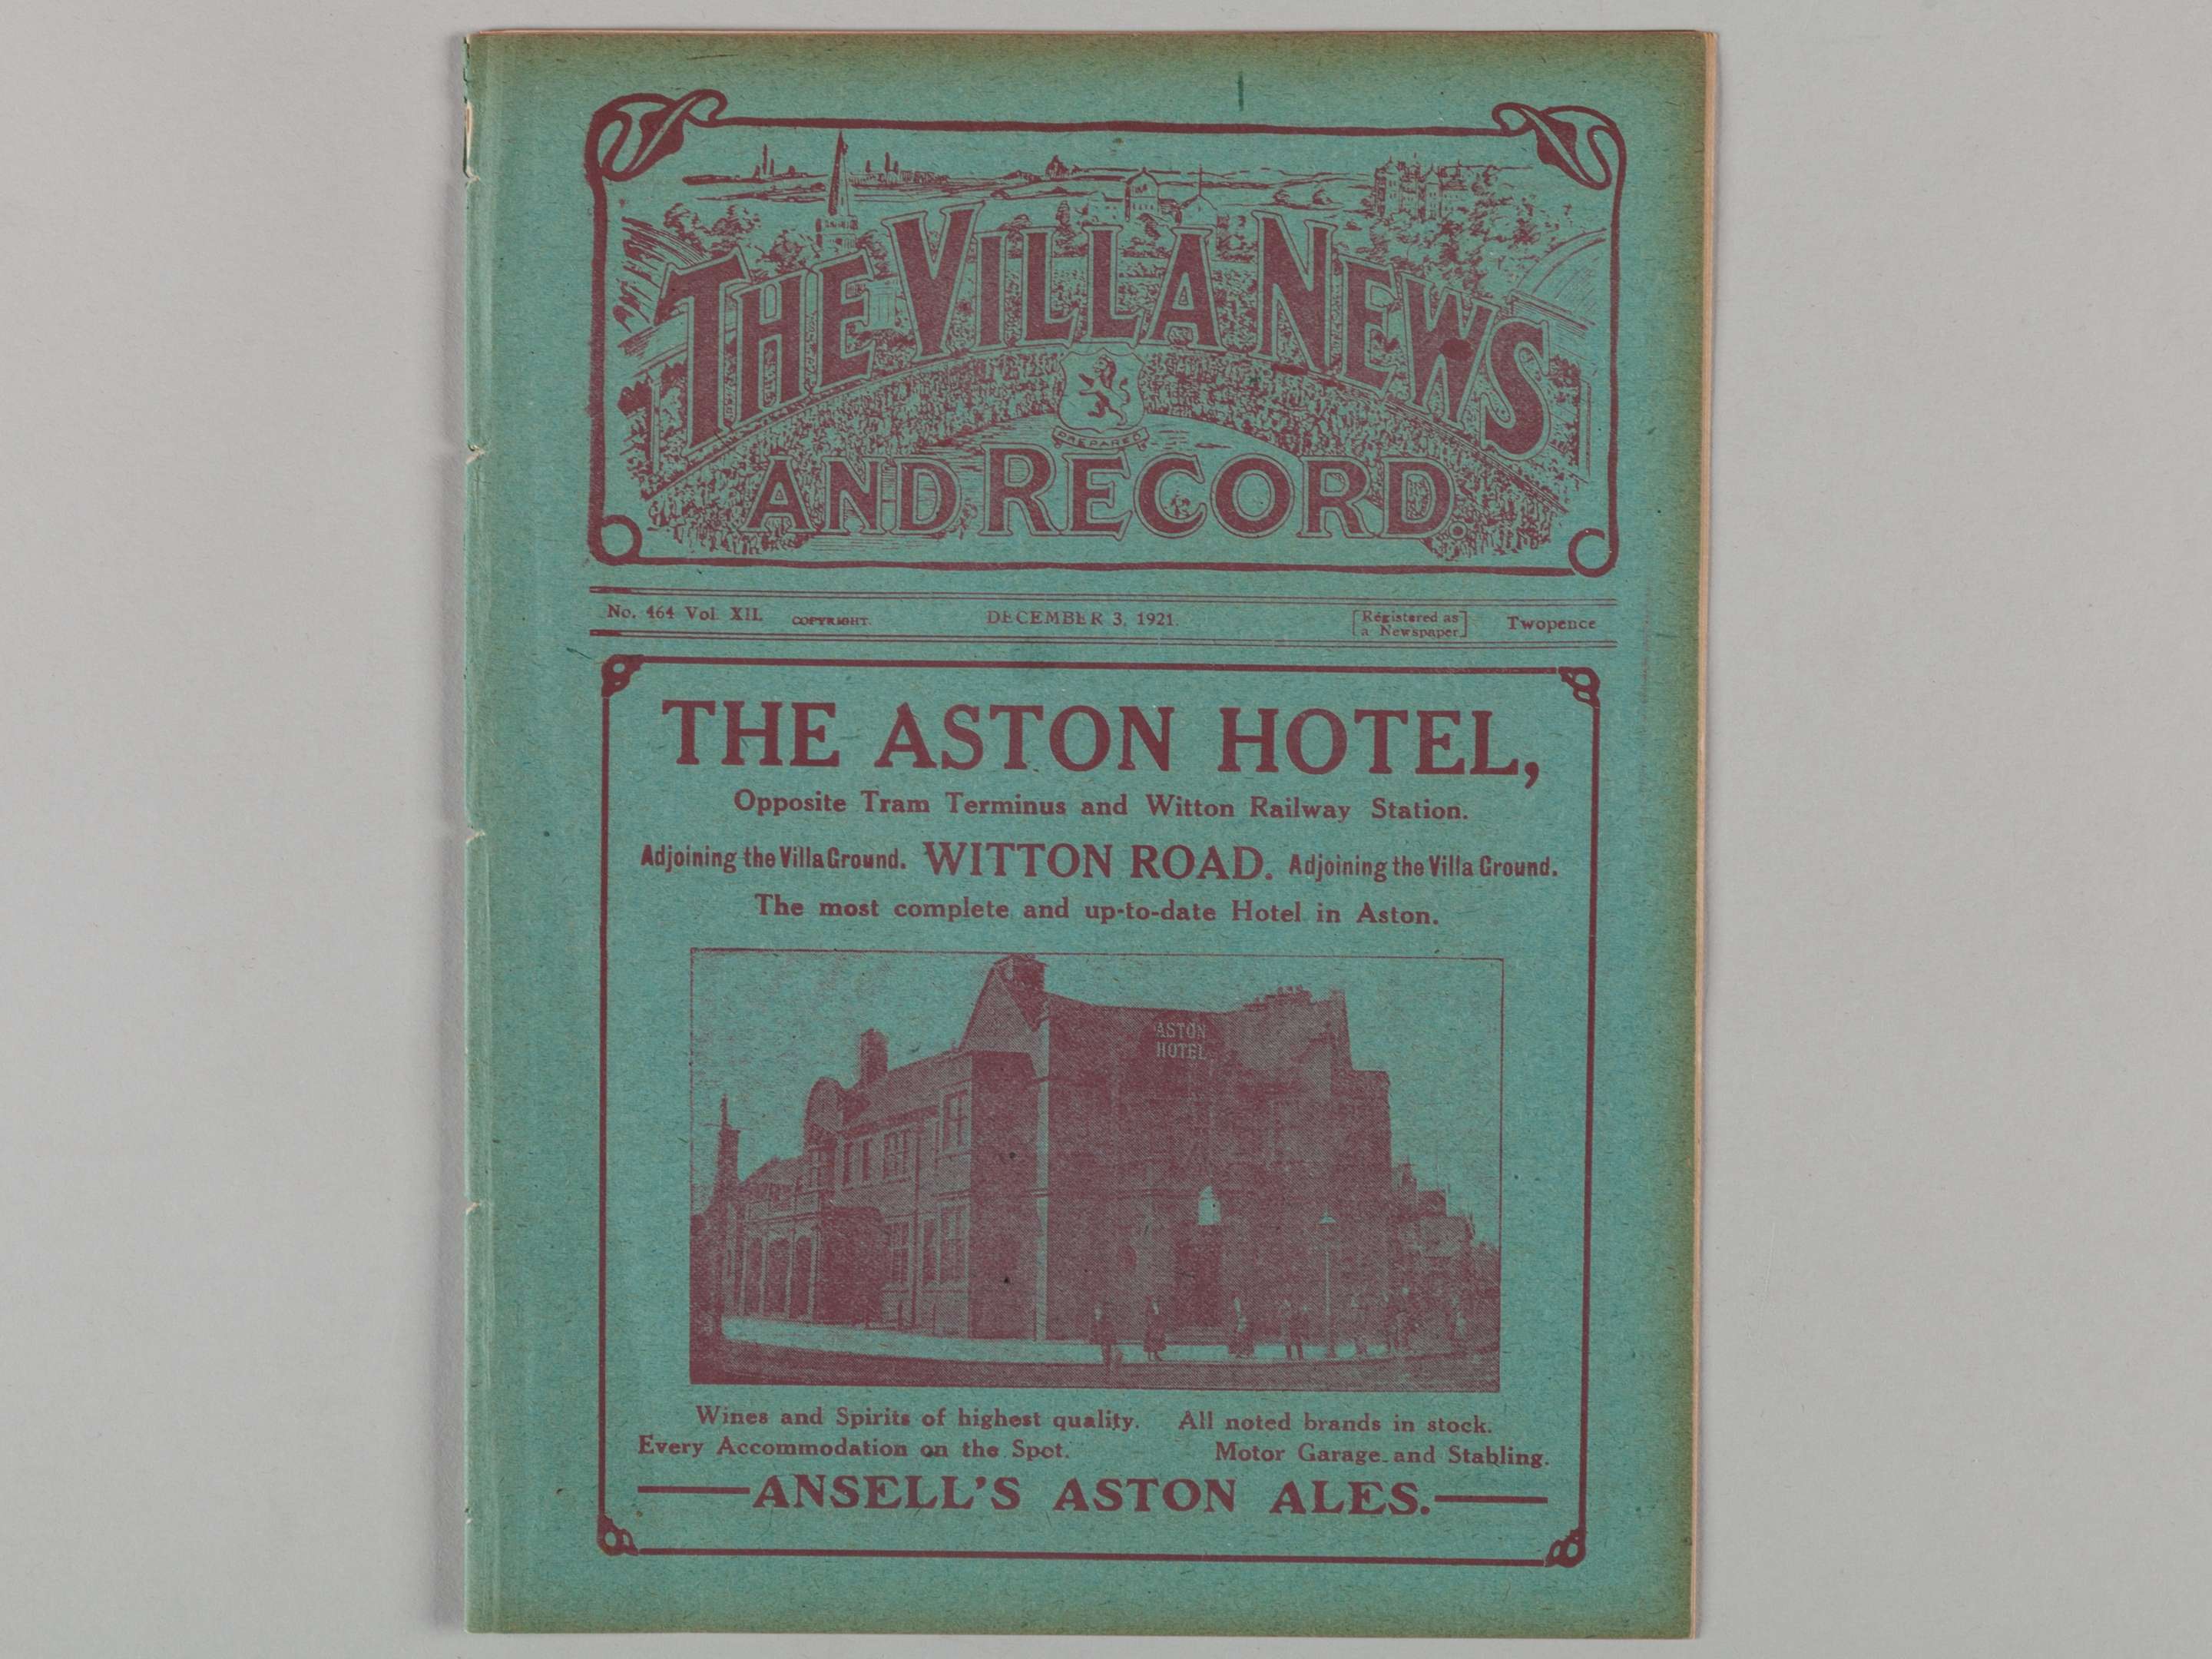 THE VILLA NEWS
PREPARED
AND RECORD.
No. 464 Vol. XII. COPYRIGHT. DECEMBER 3, 1921. [Registered as a Newspaper] Twopence
THE ASTON HOTEL,
Opposite Tram Terminus and Witton Railway Station.
Adjoining the Villa Ground. WITTON ROAD. Adjoining the Villa Ground.
The most complete and up-to-date Hotel in Aston.
ASTON
HOTEL
Wines and Spirits of highest quality. All noted brands in stock.
Every Accommodation on the Spot. Motor Garage and Stabling.
ANSELL'S ASTON ALES.